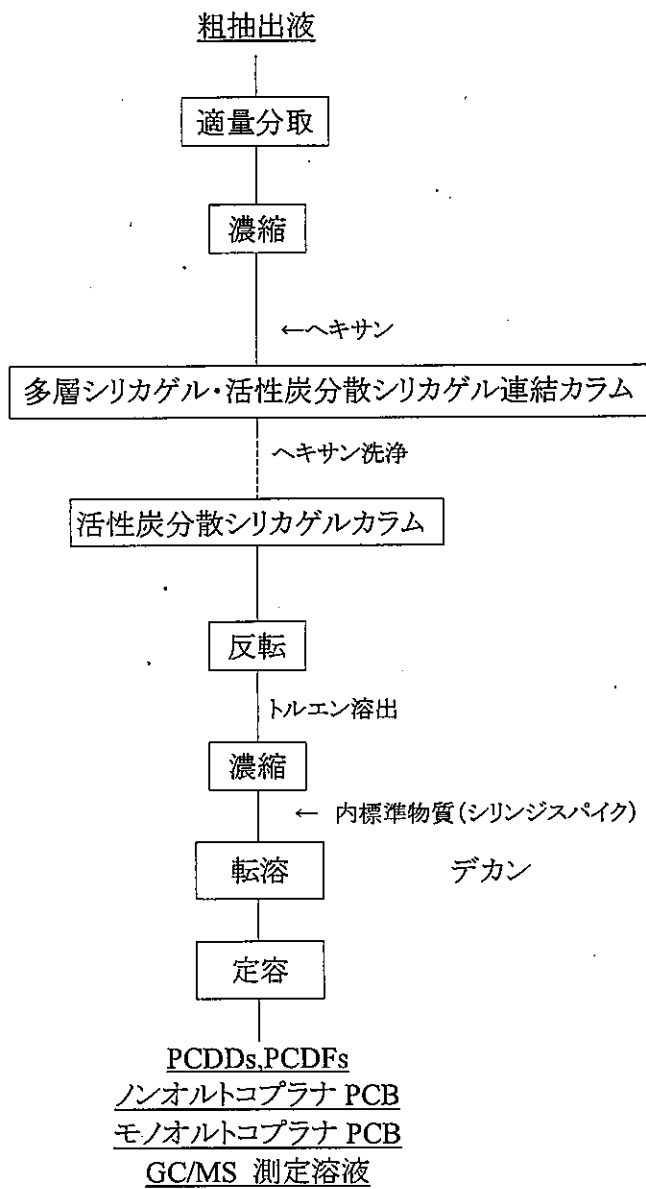 粗抽出液
適量分取
濃縮
←ヘキサン
多層シリカゲル・活性炭分散シリカゲル連結カラム
ヘキサン洗浄
活性炭分散シリカゲルカラム
反転
トルエン溶出
濃縮
← 内標準物質(シリンジスパイク)
転溶 デカン
定容
PCDDs,PCDFs
ノンオルトコプラナ PCB
モノオルトコプラナ PCB
GC/MS 測定溶液